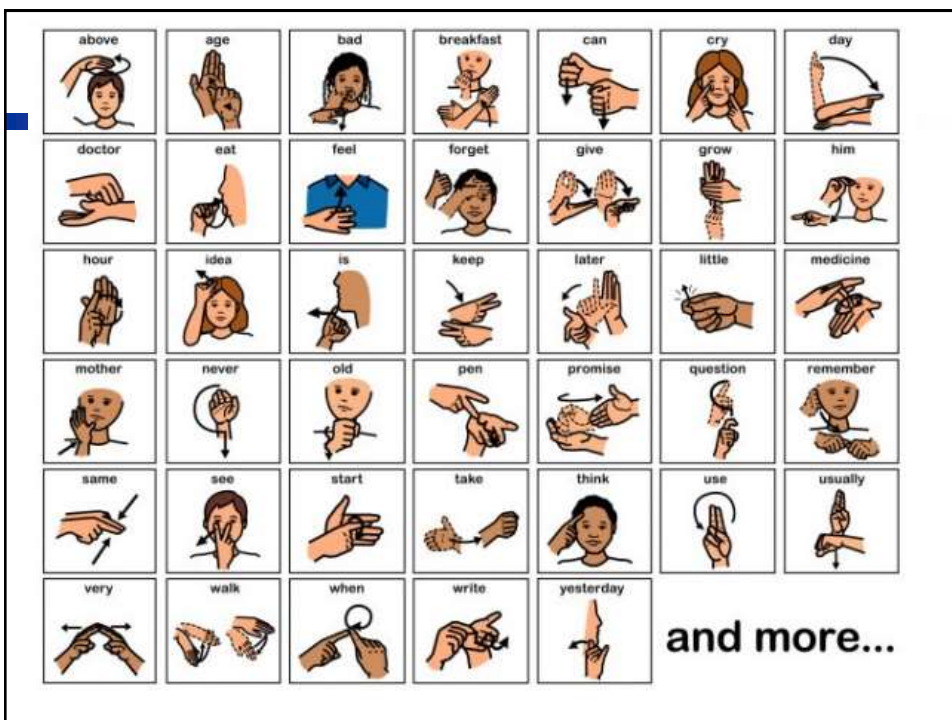 above age bad breakfast can cry day
doctor eat feel forget give grow him
hour idea is keep later little medicine
mother never old pen promise question remember
same see start take think use usually
very walk when write yesterday
and more...